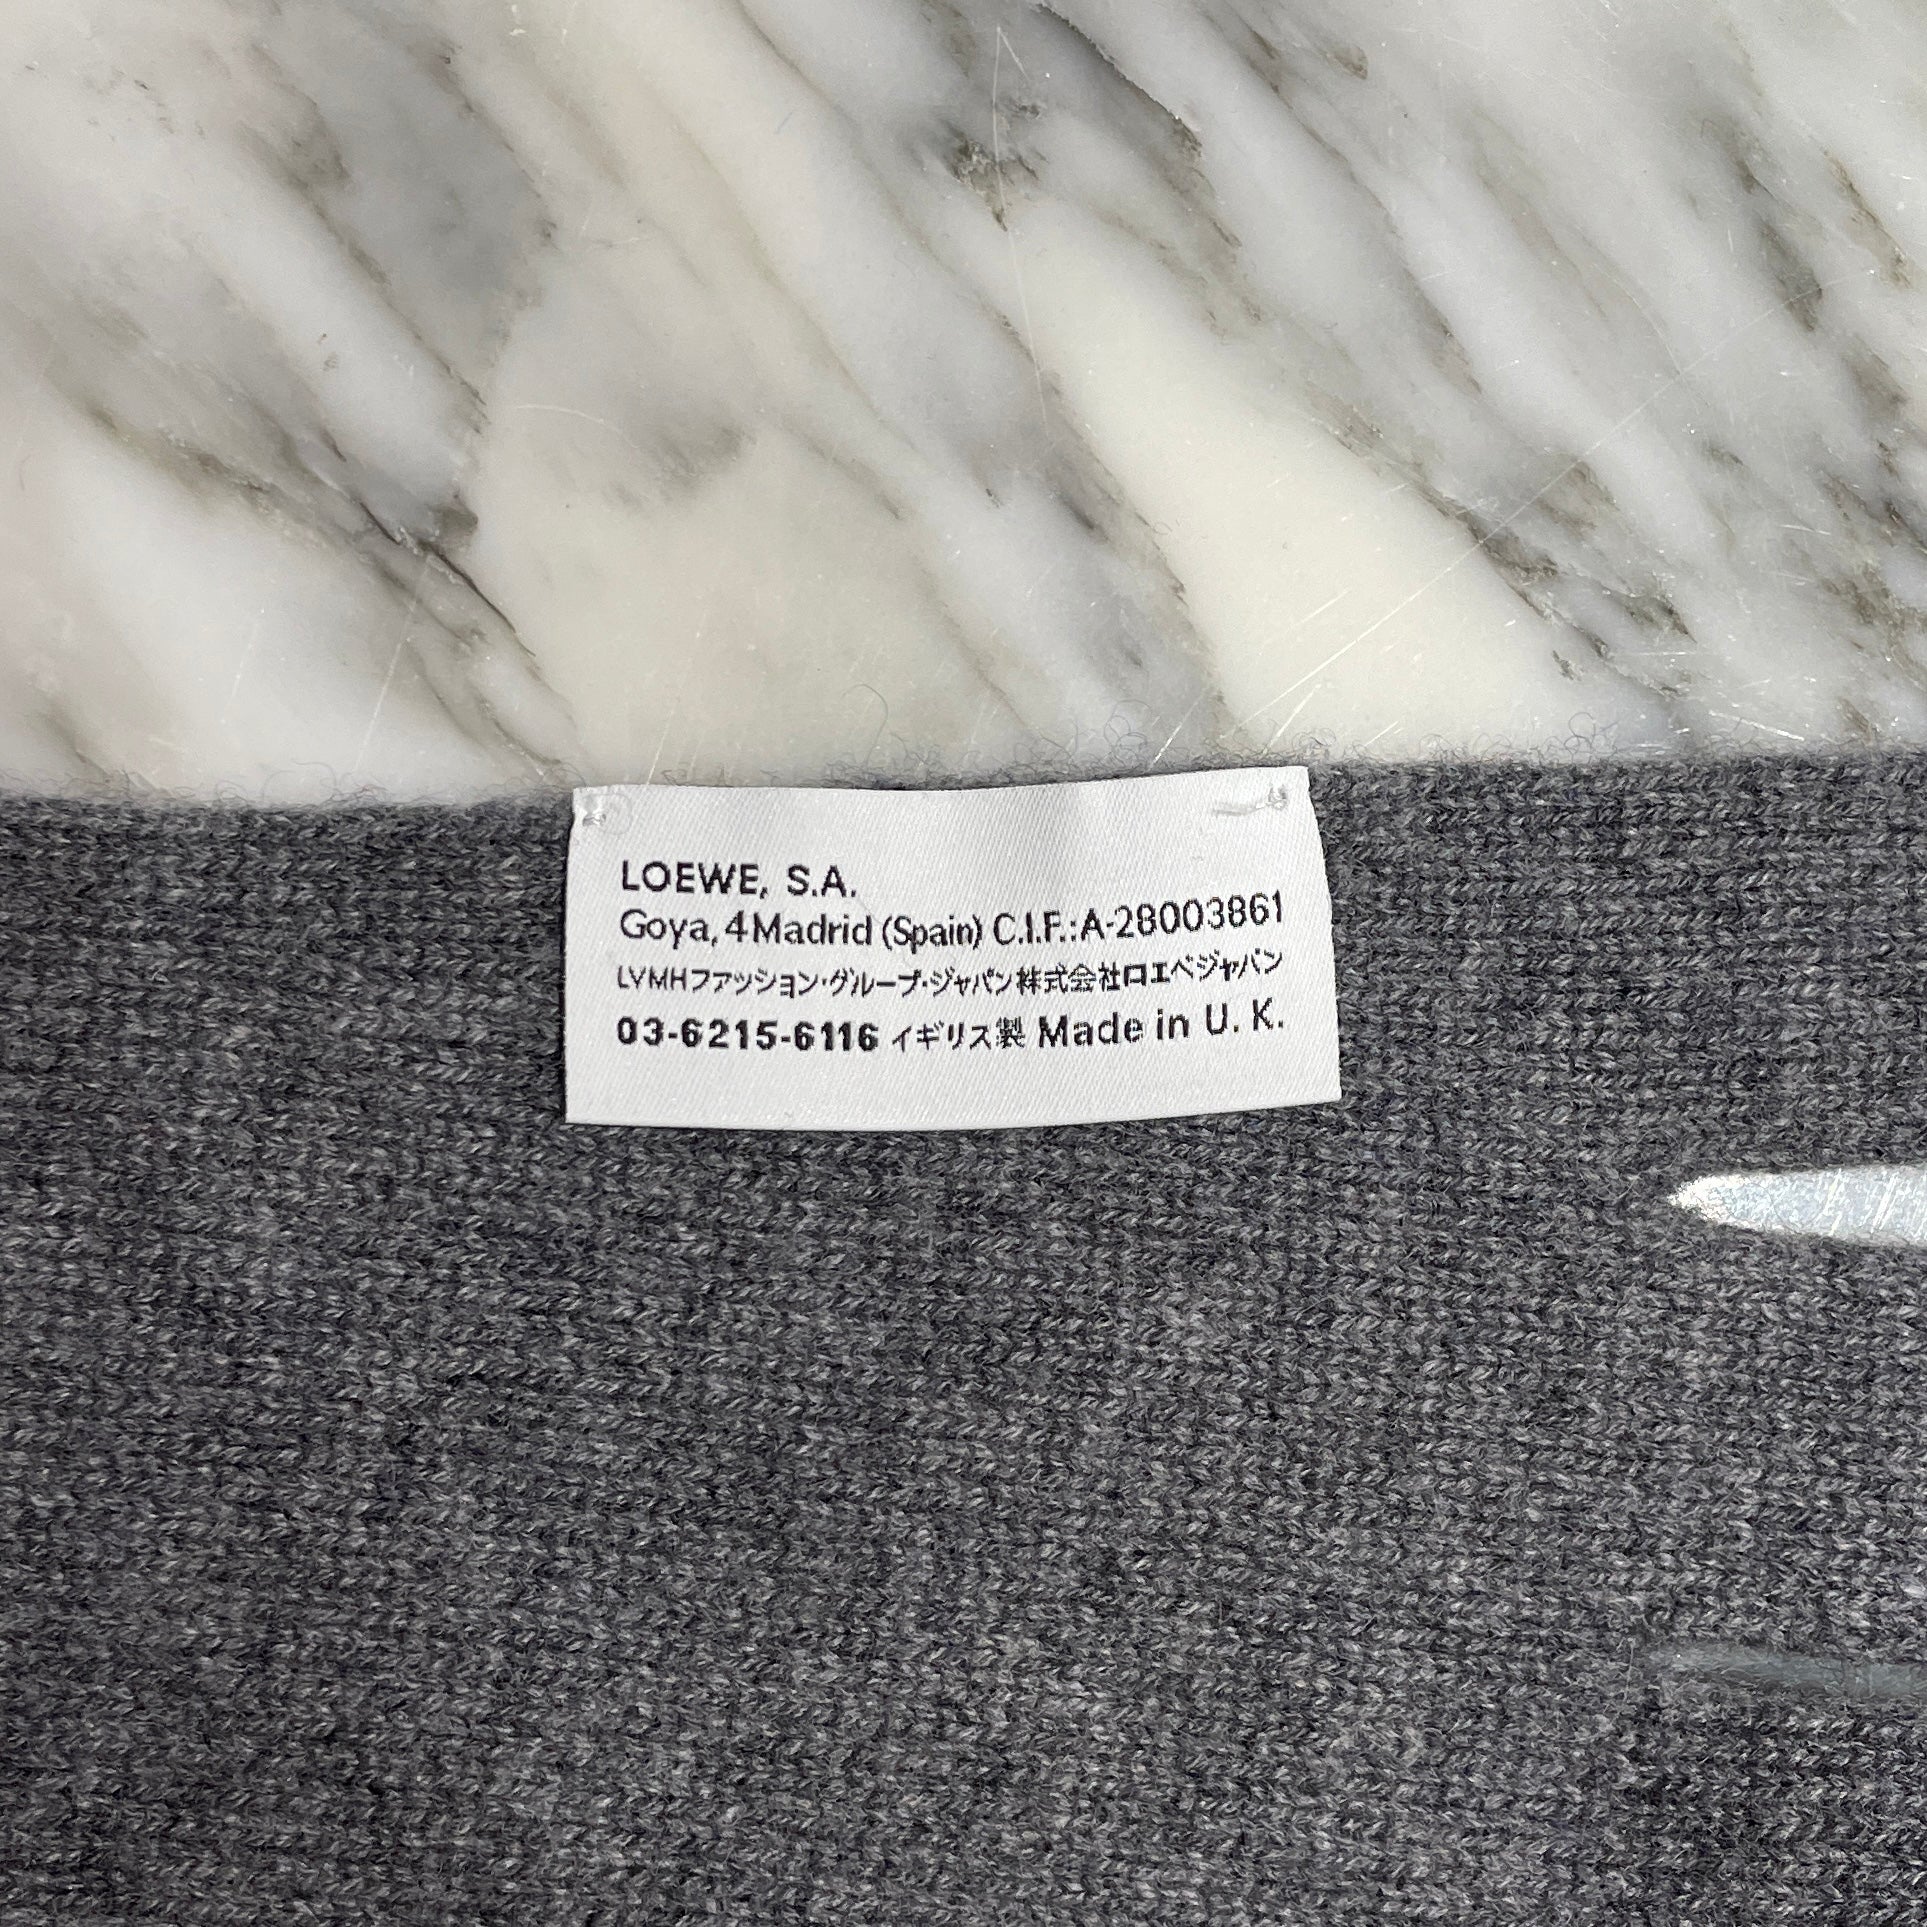 LOEWE, S.A.
Goya, 4 Madrid (Spain) C.I.F.:A-28003861
LVMHファッション・グループ・ジャパン株式会社ロエベジャパン
03-6215-6116 イギリス製 Made in U. K.